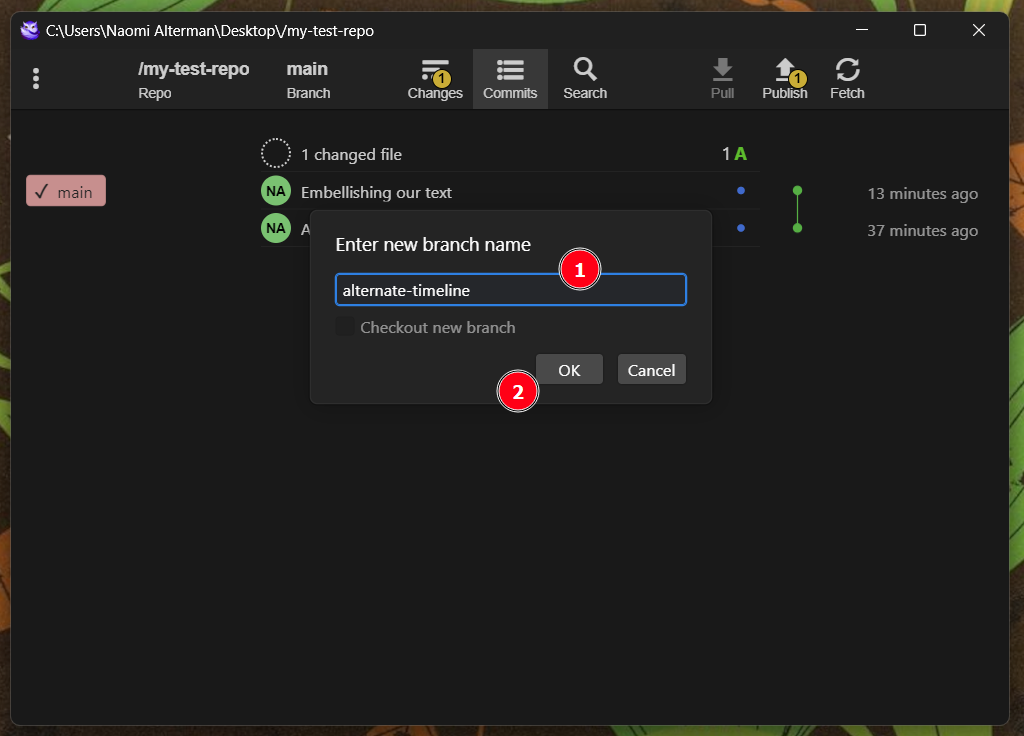 C:\Users\Naomi Alterman\Desktop\/my-test-repo
/my-test-repo
Repo
main
Branch
1
Changes
Commits
Search
Pull
1
Publish
Fetch
1 changed file
1 A
✓ main
NA
Embellishing our text
13 minutes ago
NA
A
37 minutes ago
Enter new branch name
1
alternate-timeline
Checkout new branch
OK
Cancel
2